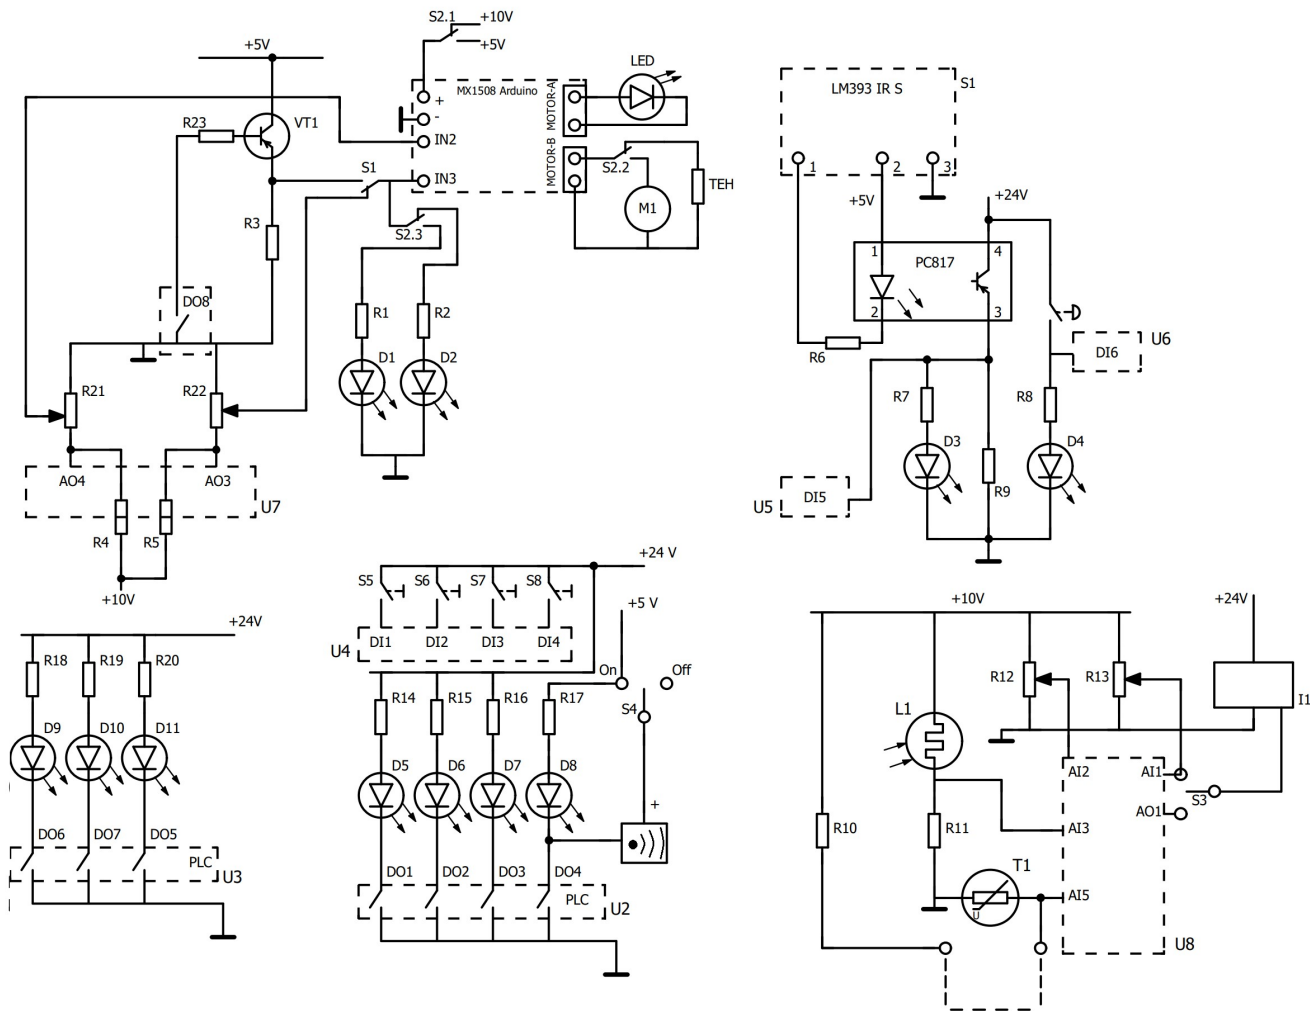 S2.1
+10V
+5V
+5V
LED
MX1508 Arduino
MOTOR-A
+
-
IN2
IN3
MOTOR-B
S2.2
TEH
M1
R23
VT1
S1
S2.3
R3
DO8
R1
R2
D1
D2
R21
R22
AO4
AO3
U7
R4
R5
+10V
LM393 IR S
S1
1
2
3
+5V
+24V
1
4
PC817
2
3
R6
U6
DI6
R7
R8
D3
D4
R9
DI5
U5
+24V
R18
R19
R20
D9
D10
D11
DO6
DO7
DO5
PLC
U3
+24 V
S5
S6
S7
S8
+5 V
DI1
DI2
DI3
DI4
U4
On
Off
R14
R15
R16
R17
S4
D5
D6
D7
D8
+
DO1
DO2
DO3
DO4
PLC
U2
+10V
+24V
R12
R13
I1
L1
AI2
AI1
S3
AO1
R10
R11
AI3
T1
U
AI5
U8